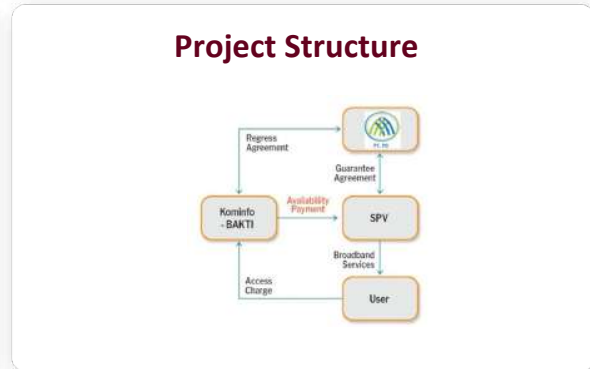 Project Structure
Regress
Agreement
PT. PII
Guarantee
Agreement
Kominfo
- BAKTI
Availability
Payment
SPV
Broadband
Services
Access
Charge
User